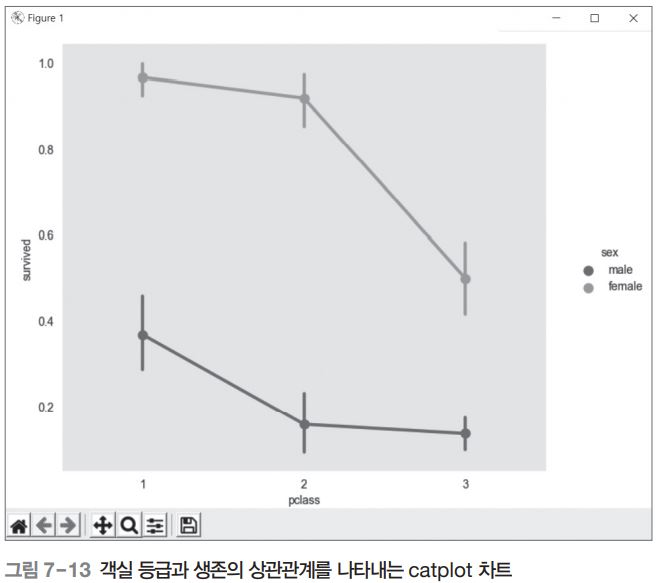 Figure 1
1.0
0.8
0.6
0.4
0.2
survived
1 2 3
pclass
sex
male
female
그림 7-13 객실 등급과 생존의 상관관계를 나타내는 catplot 차트